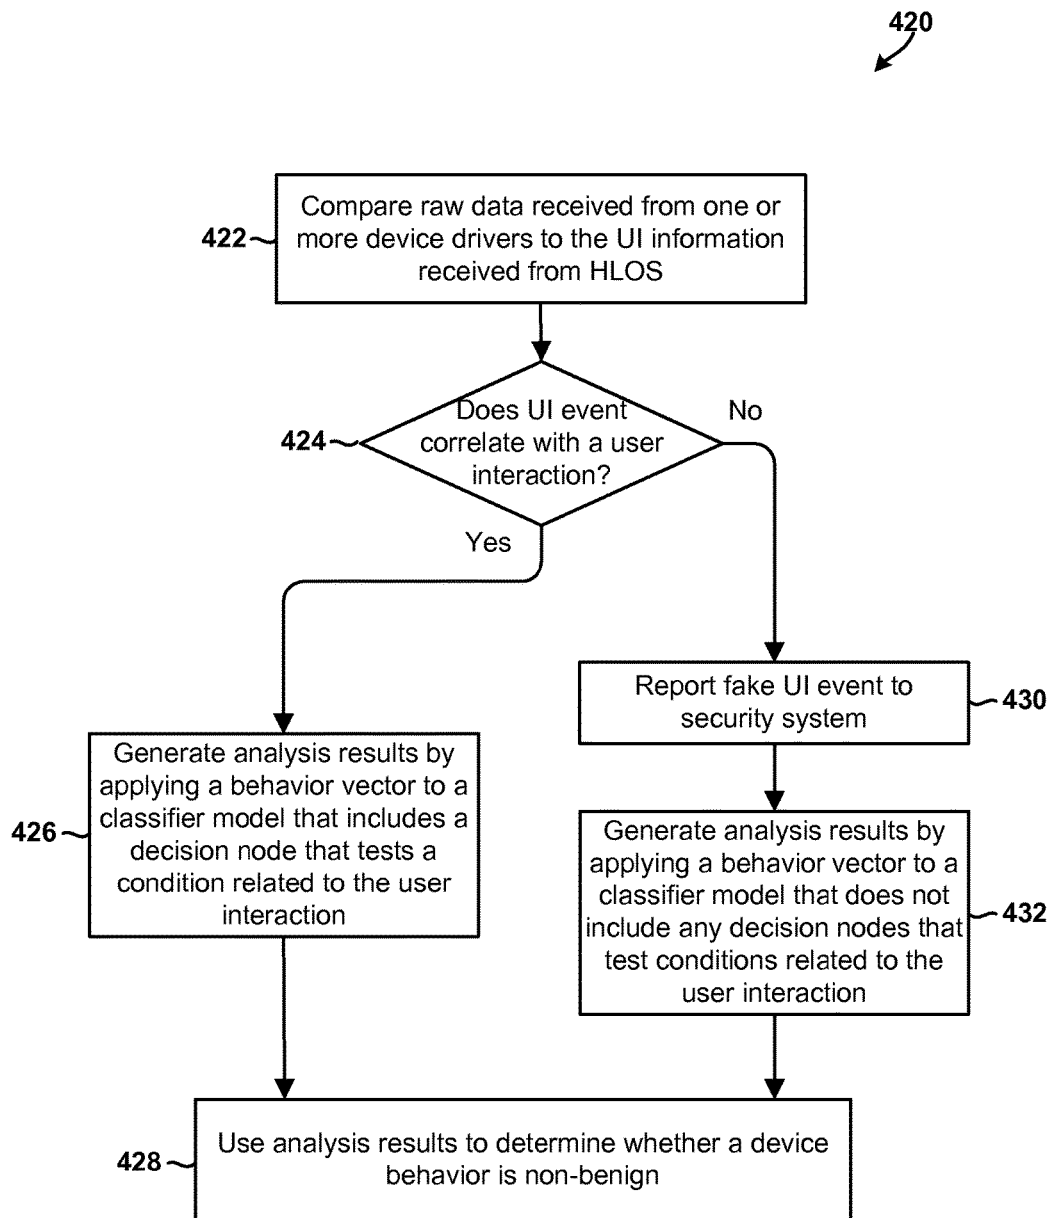 420
Compare raw data received from one or
more device drivers to the UI information
received from HLOS
422
Does UI event
correlate with a user
interaction?
424
No
Yes
Report fake UI event to
security system
430
Generate analysis results by
applying a behavior vector to a
classifier model that includes a
decision node that tests a
condition related to the user
interaction
426
Generate analysis results by
applying a behavior vector to a
classifier model that does not
include any decision nodes that
test conditions related to the
user interaction
432
Use analysis results to determine whether a device
behavior is non-benign
428